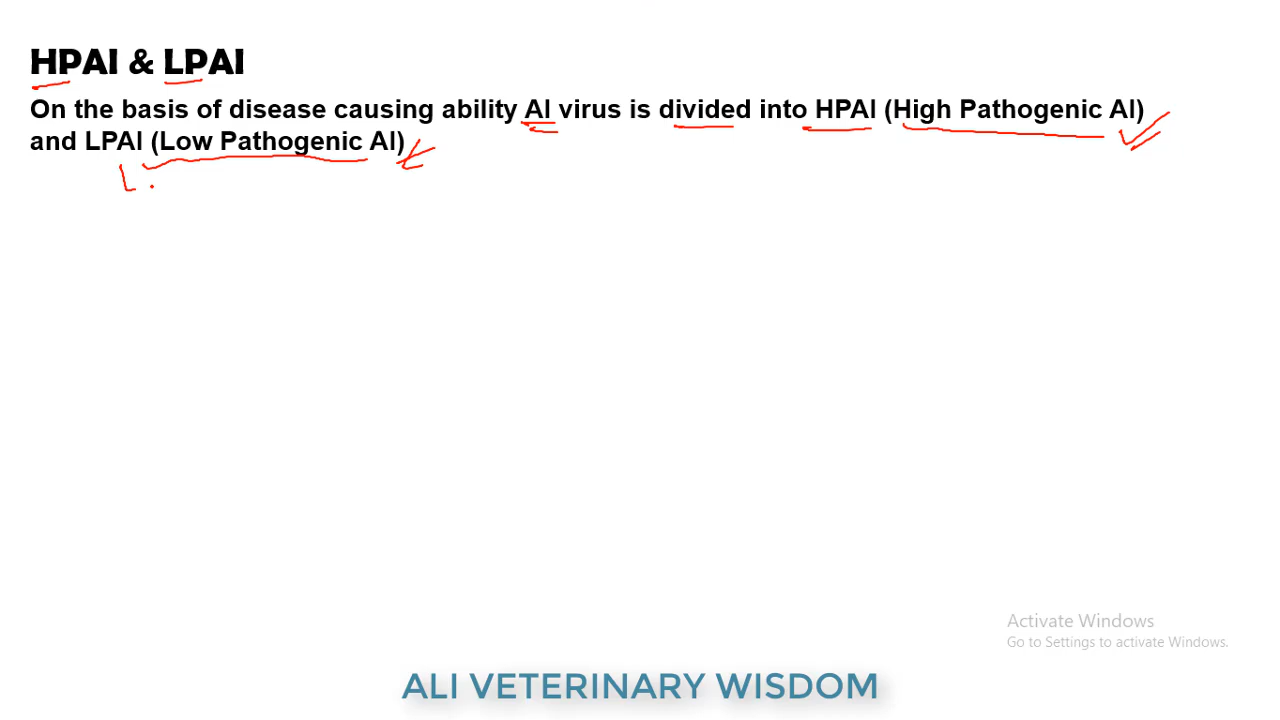 HPAI & LPAI
On the basis of disease causing ability AI virus is divided into HPAI (High Pathogenic AI)
and LPAI (Low Pathogenic AI)
Activate Windows
Go to Settings to activate Windows.
ALI VETERINARY WISDOM